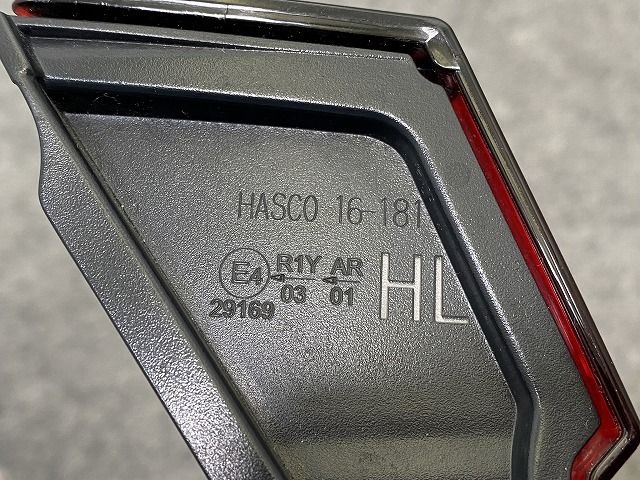 HASCO 16-181
E4 R1Y AR HL
03 01
29169